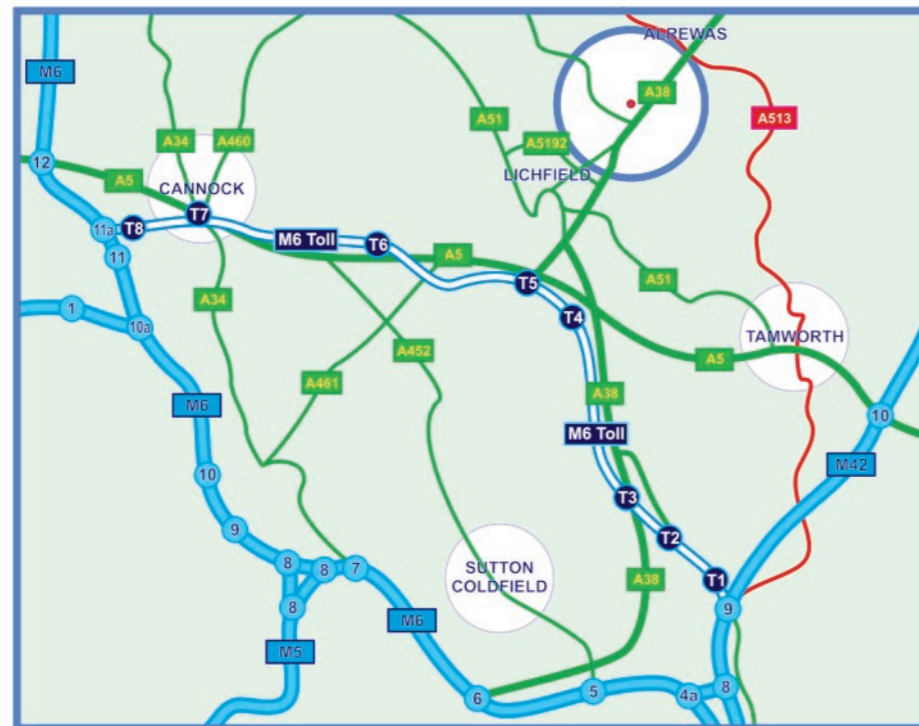 ALREWAS
M6
A38
A51
A513
A34
A460
A5192
12
A5
LICHFIELD
CANNOCK
T7
11a
T8
M6 Toll
T6
11
A5
A51
T5
A34
1
T4
10a
TAMWORTH
A452
A5
A461
A38
M6
10
M6 Toll
M42
10
T3
9
T2
8
8
7
SUTTON
COLDFIELD
A38
T1
8
9
M6
M5
6
5
4a
8